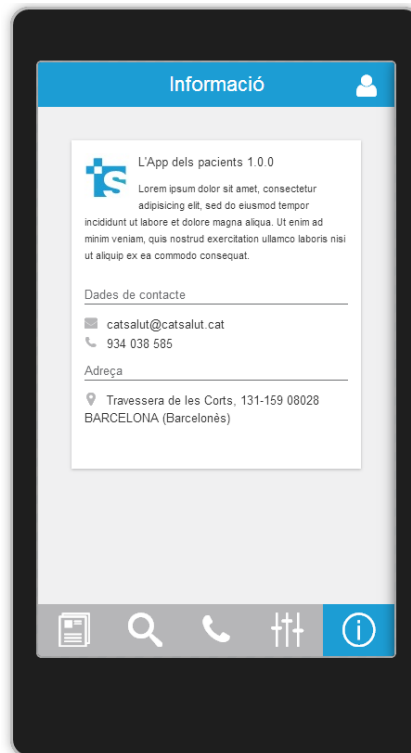 Informació
L'App dels pacients 1.0.0
Lorem ipsum dolor sit amet, consectetur
adipisicing elit, sed do eiusmod tempor
incididunt ut labore et dolore magna aliqua. Ut enim ad
minim veniam, quis nostrud exercitation ullamco laboris nisi
ut aliquip ex ea commodo consequat.
Dades de contacte
catsalut@catsalut.cat
934 038 585
Adreça
Travessera de les Corts, 131-159 08028
BARCELONA (Barcelonès)